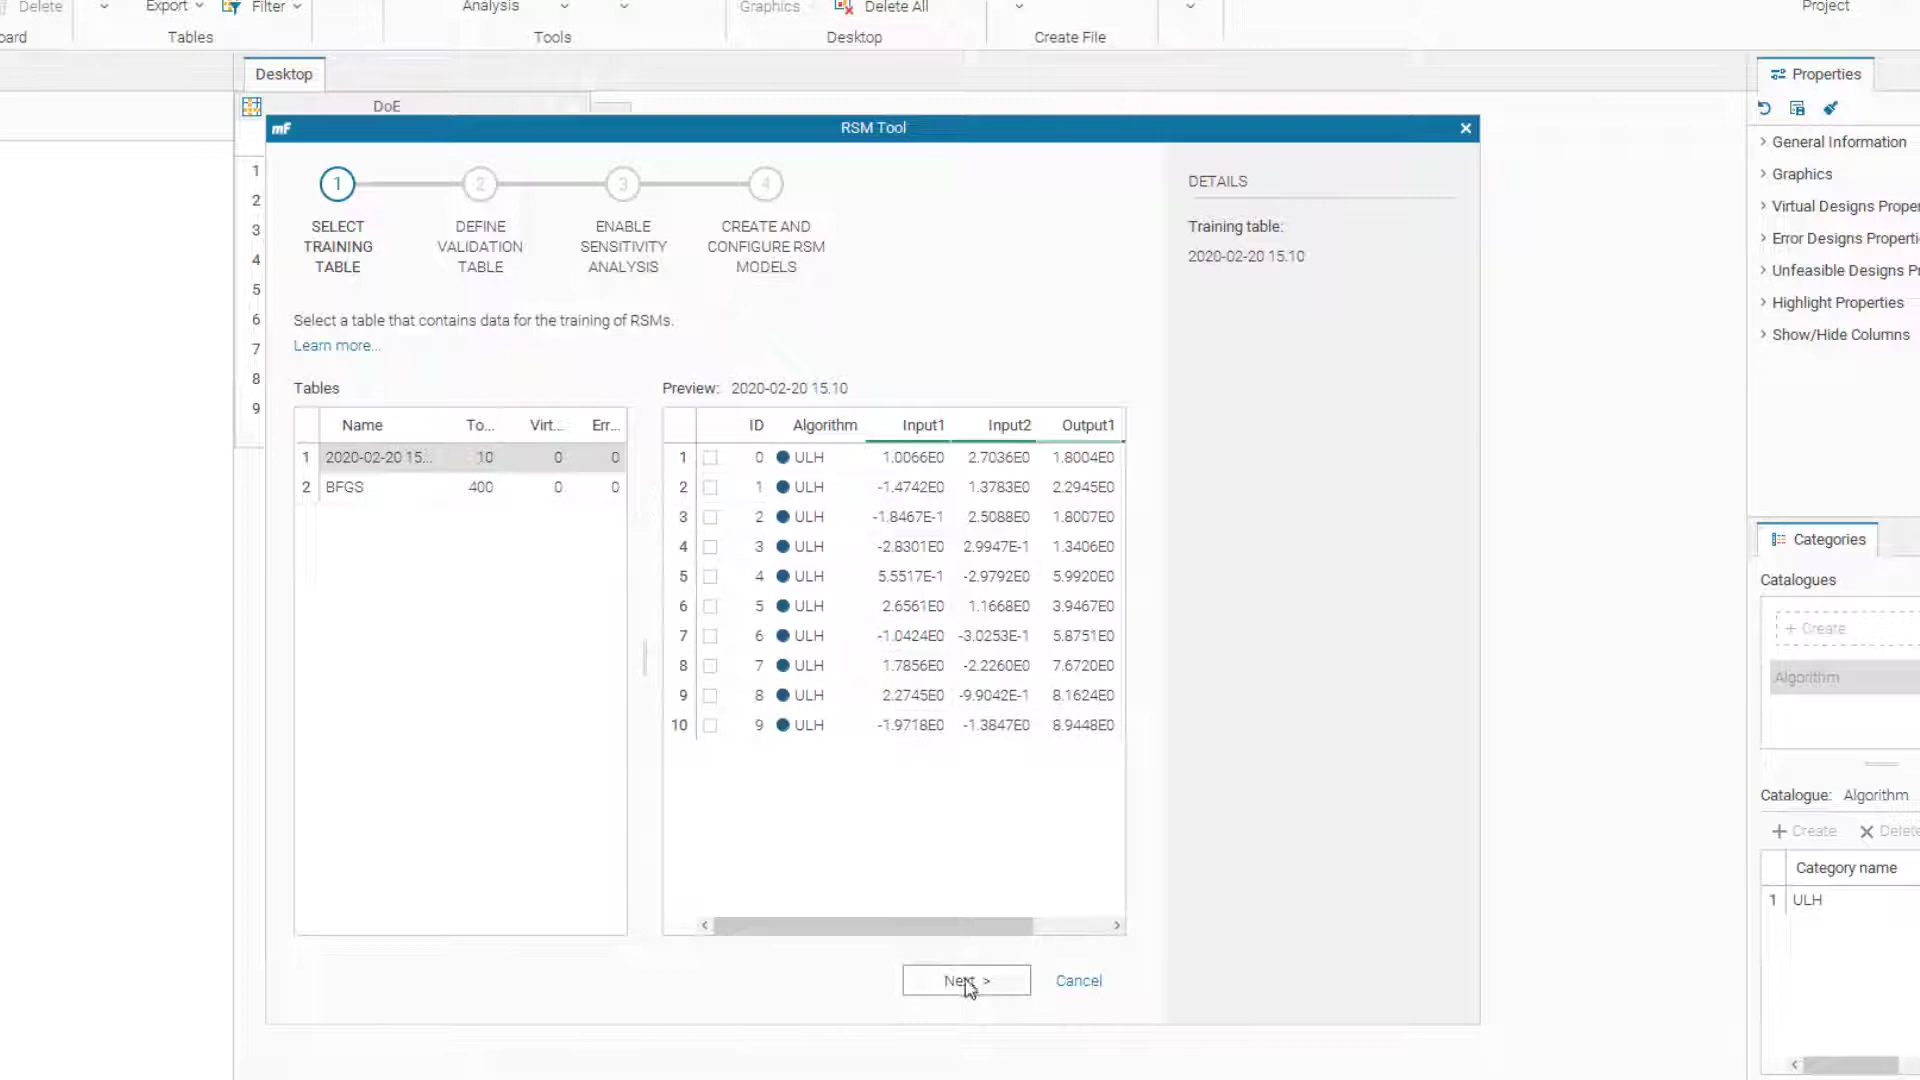 Delete
Export
Filter
Analysis
Graphics
Delete All
Project
oard
Tables
Tools
Desktop
Create File
Desktop
Properties
DoE
mF
RSM Tool
1 2 3 4
SELECT TRAINING TABLE
DEFINE VALIDATION TABLE
ENABLE SENSITIVITY ANALYSIS
CREATE AND CONFIGURE RSM MODELS
DETAILS
Training table:
2020-02-20 15.10
1
2
3
4
5
6
7
8
9
Select a table that contains data for the training of RSMs.
Learn more...
Tables
Name To... Virt... Err...
1 2020-02-20 15... 10 0 0
2 BFGS 400 0 0
Preview: 2020-02-20 15.10
ID Algorithm Input1 Input2 Output1
1 0 ULH 1.0066E0 2.7036E0 1.8004E0
2 1 ULH -1.4742E0 1.3783E0 2.2945E0
3 2 ULH -1.8467E-1 2.5088E0 1.8007E0
4 3 ULH -2.8301E0 2.9947E-1 1.3406E0
5 4 ULH 5.5517E-1 -2.9792E0 5.9920E0
6 5 ULH 2.6561E0 1.1668E0 3.9467E0
7 6 ULH -1.0424E0 -3.0253E-1 5.8751E0
8 7 ULH 1.7856E0 -2.2260E0 7.6720E0
9 8 ULH 2.2745E0 -9.9042E-1 8.1624E0
10 9 ULH -1.9718E0 -1.3847E0 8.9448E0
Next >
Cancel
General Information
Graphics
Virtual Designs Proper
Error Designs Properti
Unfeasible Designs Pr
Highlight Properties
Show/Hide Columns
Categories
Catalogues
+ Create
Algorithm
Catalogue: Algorithm
+ Create
Delete
Category name
1 ULH